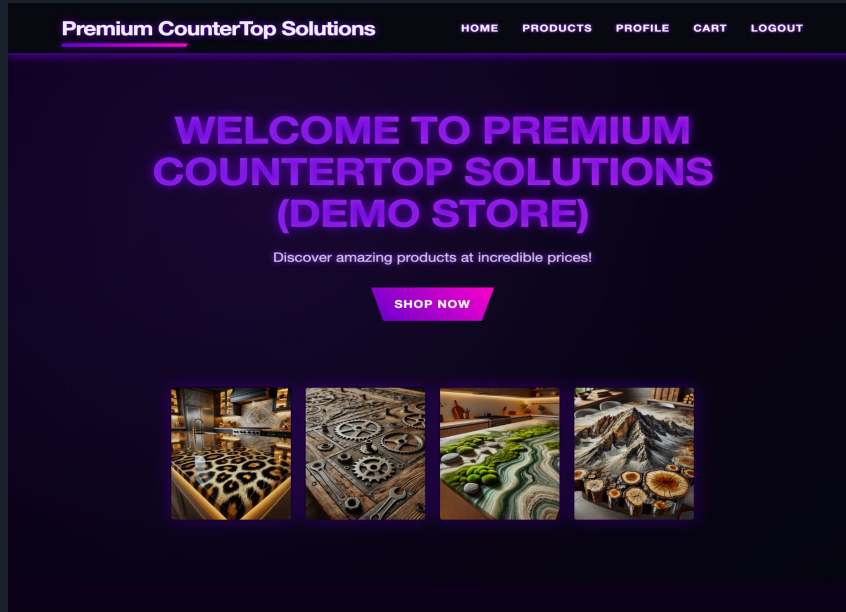 Premium CounterTop Solutions
HOME PRODUCTS PROFILE CART LOGOUT
WELCOME TO PREMIUM
COUNTERTOP SOLUTIONS
(DEMO STORE)
Discover amazing products at incredible prices!
SHOP NOW